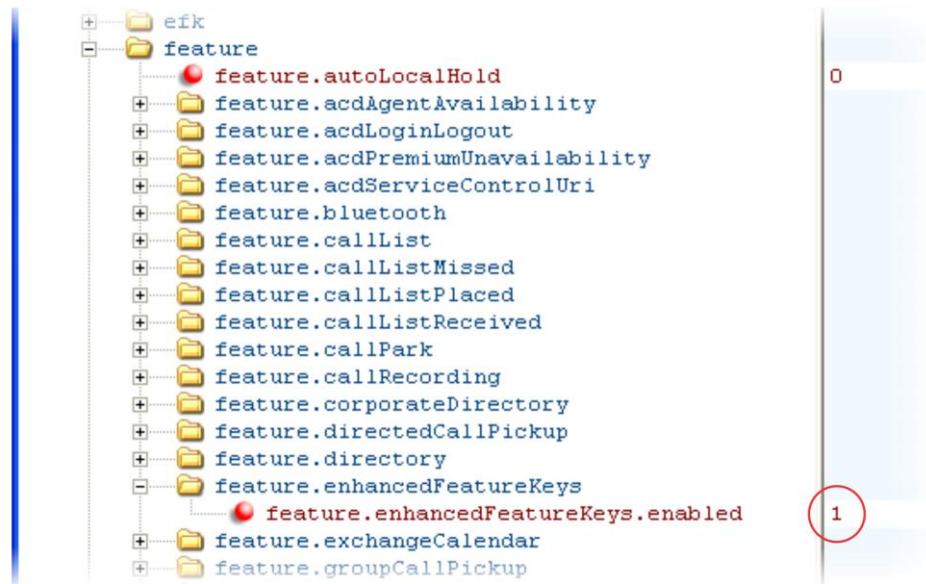 efk
feature
feature.autoLocalHold 0
feature.acdAgentAvailability
feature.acdLoginLogout
feature.acdPremiumUnavailability
feature.acdServiceControlUri
feature.bluetooth
feature.callList
feature.callListMissed
feature.callListPlaced
feature.callListReceived
feature.callPark
feature.callRecording
feature.corporateDirectory
feature.directedCallPickup
feature.directory
feature.enhancedFeatureKeys
feature.enhancedFeatureKeys.enabled 1
feature.exchangeCalendar
feature.groupCallPickup